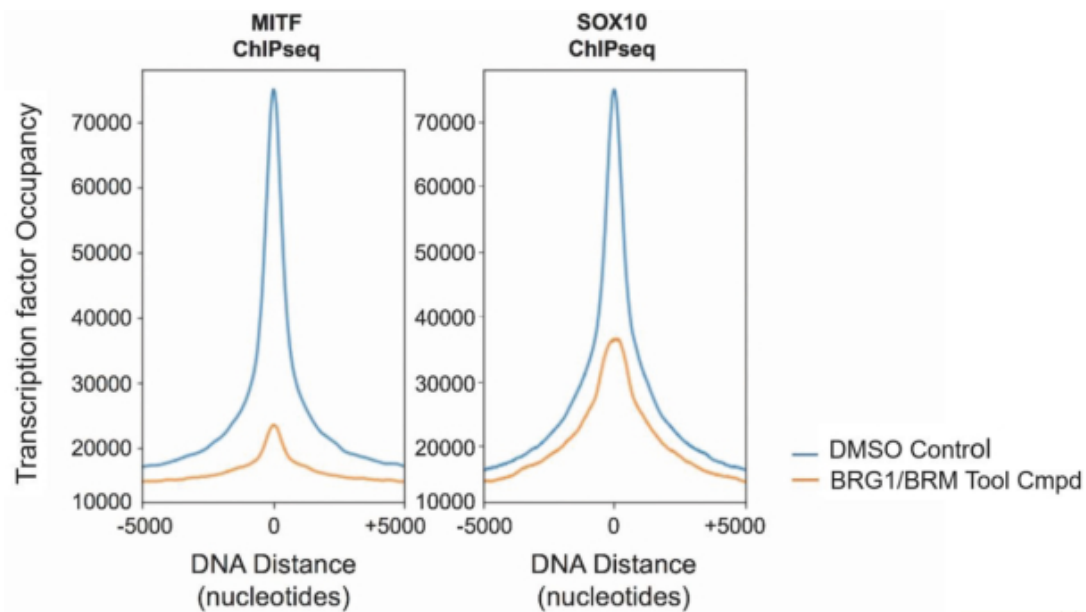 MITF
ChIPseq
SOX10
ChIPseq
Transcription factor Occupancy
70000
60000
50000
40000
30000
20000
10000
-5000
0
+5000
DNA Distance
(nucleotides)
70000
60000
50000
40000
30000
20000
10000
-5000
0
+5000
DNA Distance
(nucleotides)
DMSO Control
BRG1/BRM Tool Cmpd